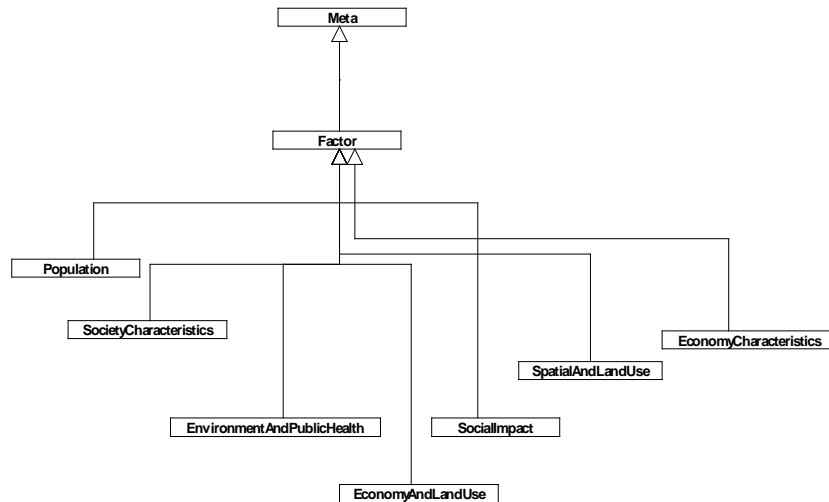 Meta
Factor
Population
SocietyCharacteristics
EconomyCharacteristics
SpatialAndLandUse
EnvironmentAndPublicHealth
SocialImpact
EconomyAndLandUse